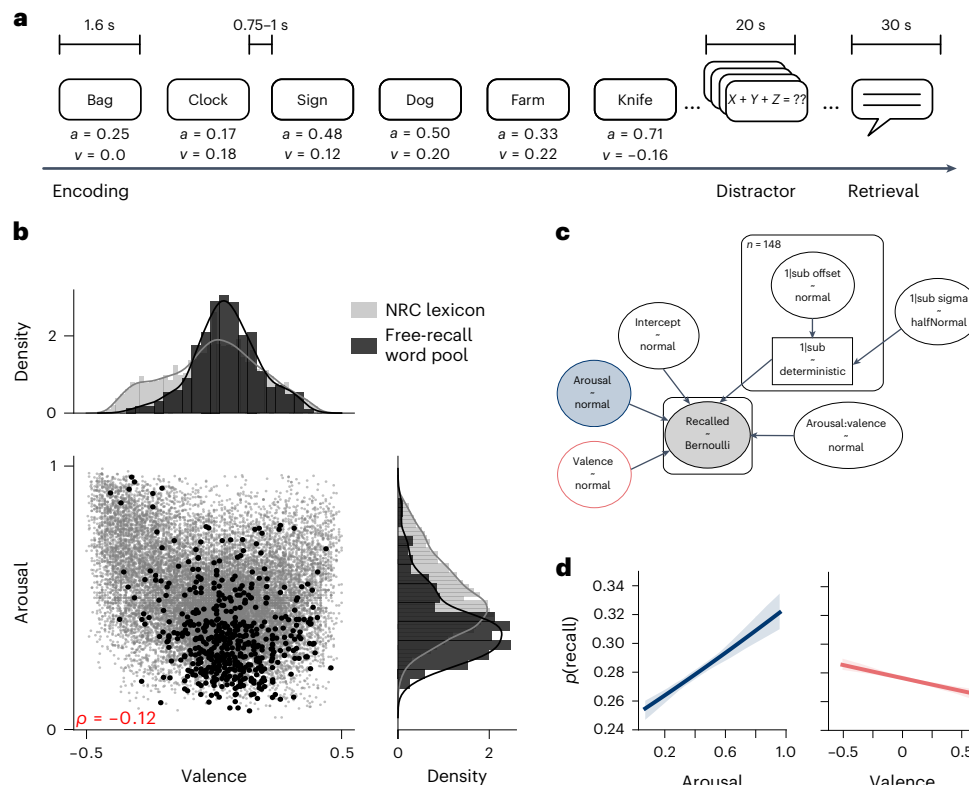 a
1.6 s
0.75–1 s
20 s
30 s
Bag
Clock
Sign
Dog
Farm
Knife
...
X + Y + Z = ??
...
a = 0.25
a = 0.17
a = 0.48
a = 0.50
a = 0.33
a = 0.71
v = 0.0
v = 0.18
v = 0.12
v = 0.20
v = 0.22
v = −0.16
Encoding
Distractor
Retrieval
b
Density
2
0
NRC lexicon
Free-recall
word pool
1
Arousal
0
ρ = −0.12
−0.5
0.5
Valence
0
2
Density
c
n = 148
1|sub offset
~
normal
1|sub sigma
~
halfNormal
Intercept
~
normal
1|sub
~
deterministic
Arousal
~
normal
Recalled
~
Bernoulli
Arousal:valence
~
normal
Valence
~
normal
d
p(recall)
0.34
0.32
0.30
0.28
0.26
0.24
0.2
0.6
1.0
Arousal
−0.5
0
0.5
Valence